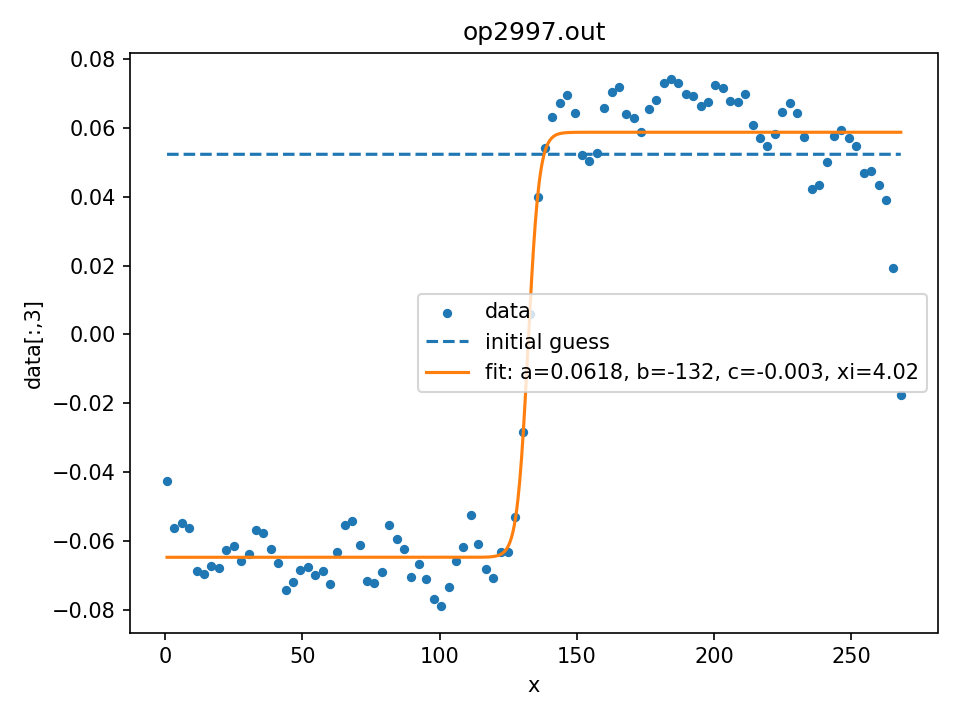 op2997.out
0.08
0.06
0.04
0.02
0.00
−0.02
−0.04
−0.06
−0.08
data[:,3]
data
initial guess
fit: a=0.0618, b=-132, c=-0.003, xi=4.02
0 50 100 150 200 250
x